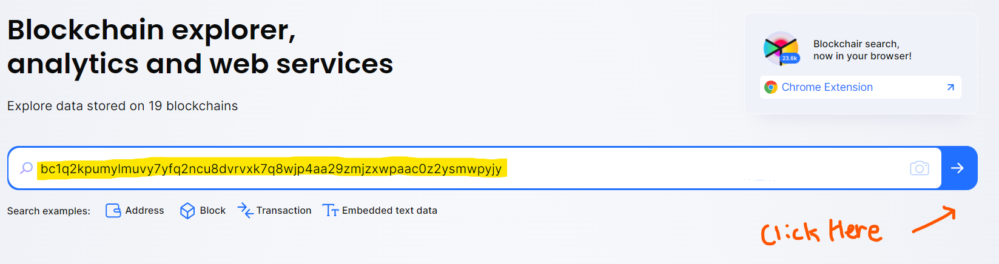 Blockchain explorer,
analytics and web services
Explore data stored on 19 blockchains
Blockchair search,
now in your browser!
23.6k
Chrome Extension
bc1q2kpumylmuvy7yfq2ncu8dvrvxk7q8wjp4aa29zmjzxwpaac0z2ysmwpyjy
Search examples: Address Block Transaction Embedded text data
Click Here